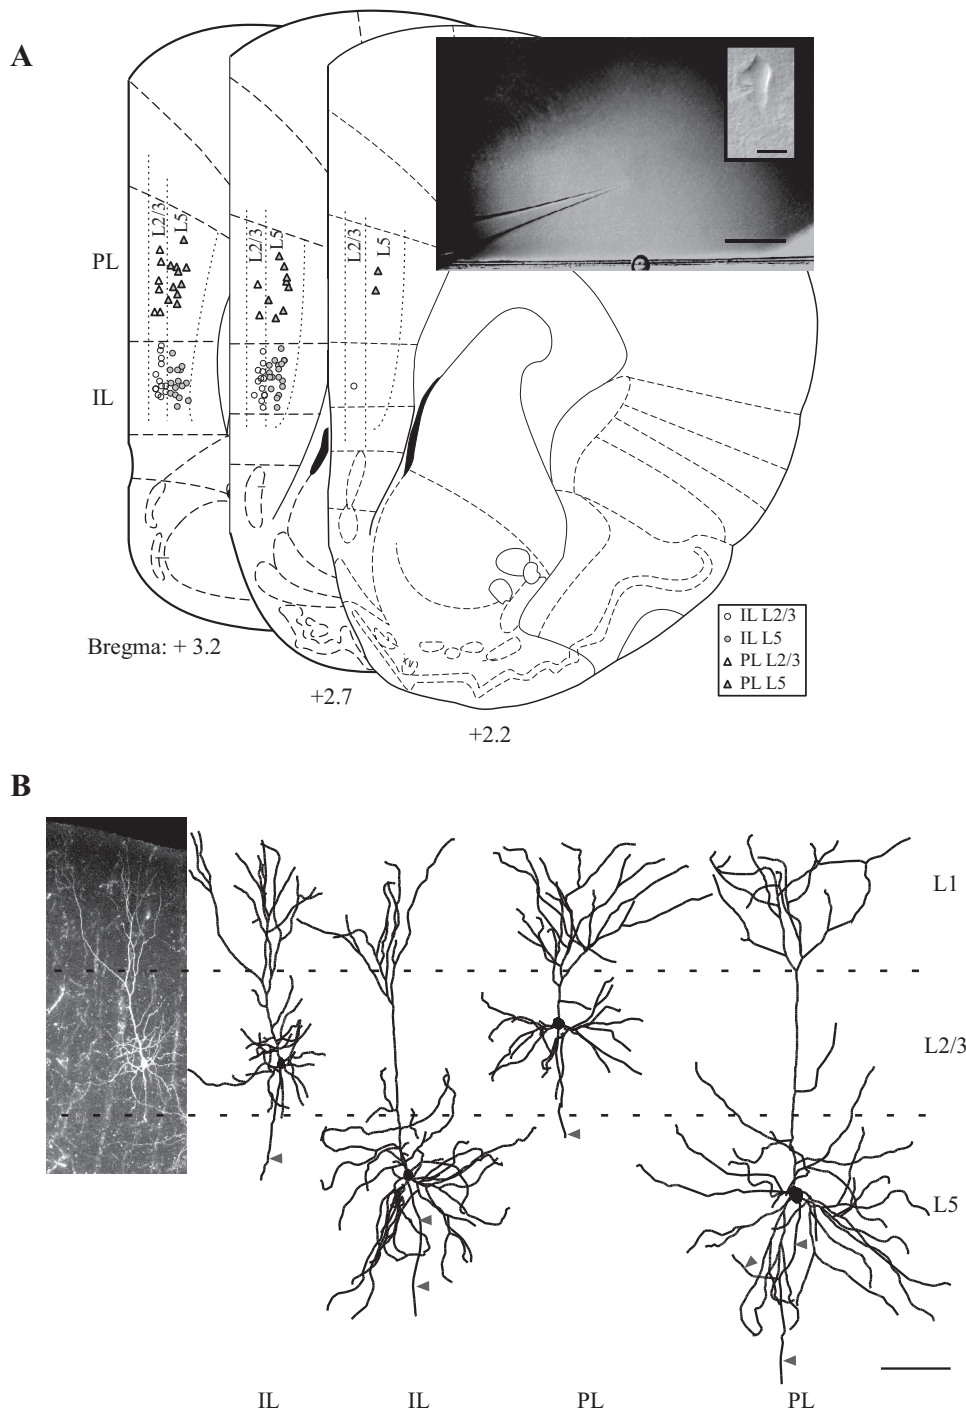 A
L2/3
L5
L2/3
L5
L2/3
L5
PL
IL
Bregma: + 3.2
+2.7
+2.2
IL L2/3
IL L5
PL L2/3
PL L5
B
L1
L2/3
L5
IL
IL
PL
PL